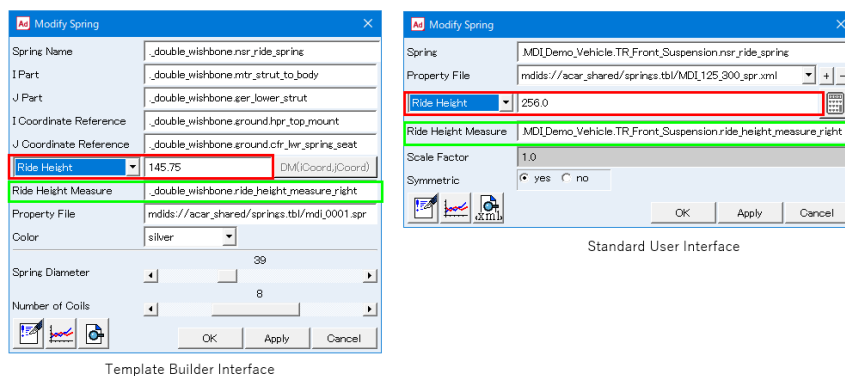 Ad Modify Spring
Spring Name ._double_wishbone.nsr_ride_spring
I Part ._double_wishbone.mtr_strut_to_body
J Part ._double_wishbone.ger_lower_strut
I Coordinate Reference ._double_wishbone.ground.hpr_top_mount
J Coordinate Reference ._double_wishbone.ground.cfr_lwr_spring_seat
Ride Height 145.75 DM(iCoord,jCoord)
Ride Height Measure ._double_wishbone.ride_height_measure_right
Property File mdids://acar_shared/springs.tbl/mdi_0001.spr
Color silver
39
Spring Diameter
8
Number of Coils
OK Apply Cancel
Template Builder Interface
Ad Modify Spring
Spring .MDI_Demo_Vehicle.TR_Front_Suspension.nsr_ride_spring
Property File mdids://acar_shared/springs.tbl/MDI_125_300_spr.xml + -
Ride Height 256.0
Ride Height Measure .MDI_Demo_Vehicle.TR_Front_Suspension.ride_height_measure_right
Scale Factor 1.0
Symmetric yes no
.xml
OK Apply Cancel
Standard User Interface